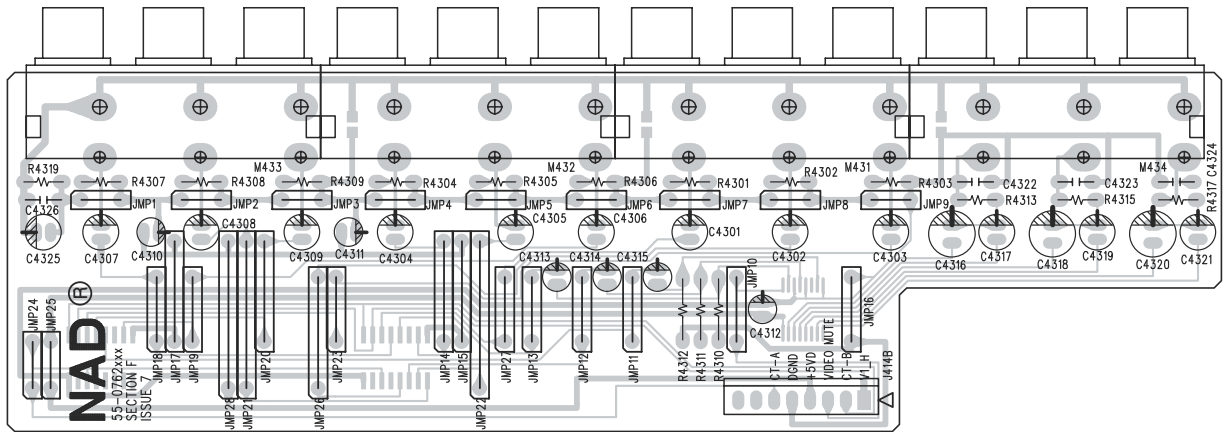 R4319
R4307
M433
R4308
R4309
R4304
M432
R4305
R4306
R4301
R4302
M431
R4303
C4322
R4313
C4323
R4315
M434
R4317 C4324
C4326
JMP1
JMP2
JMP3
JMP4
JMP5
JMP6
JMP7
JMP8
JMP9
C4325
C4307
C4310
C4308
C4309
C4311
C4304
C4305
C4306
C4301
C4302
C4303
C4316
C4317
C4318
C4319
C4320
C4321
C4313
C4314
C4315
JMP10
C4312
JMP16
JMP24
JMP25
NAD®
55-0762xxx
SECTION F
ISSUE 7
JMP18
JMP17
JMP19
JMP28
JMP21
JMP20
JMP26
JMP23
JMP14
JMP15
JMP22
JMP27
JMP13
JMP12
JMP11
R4312
R4311
R4310
CT-A
DGND
+5VD
VIDEO MUTE
CT-B
V1_H
J414B